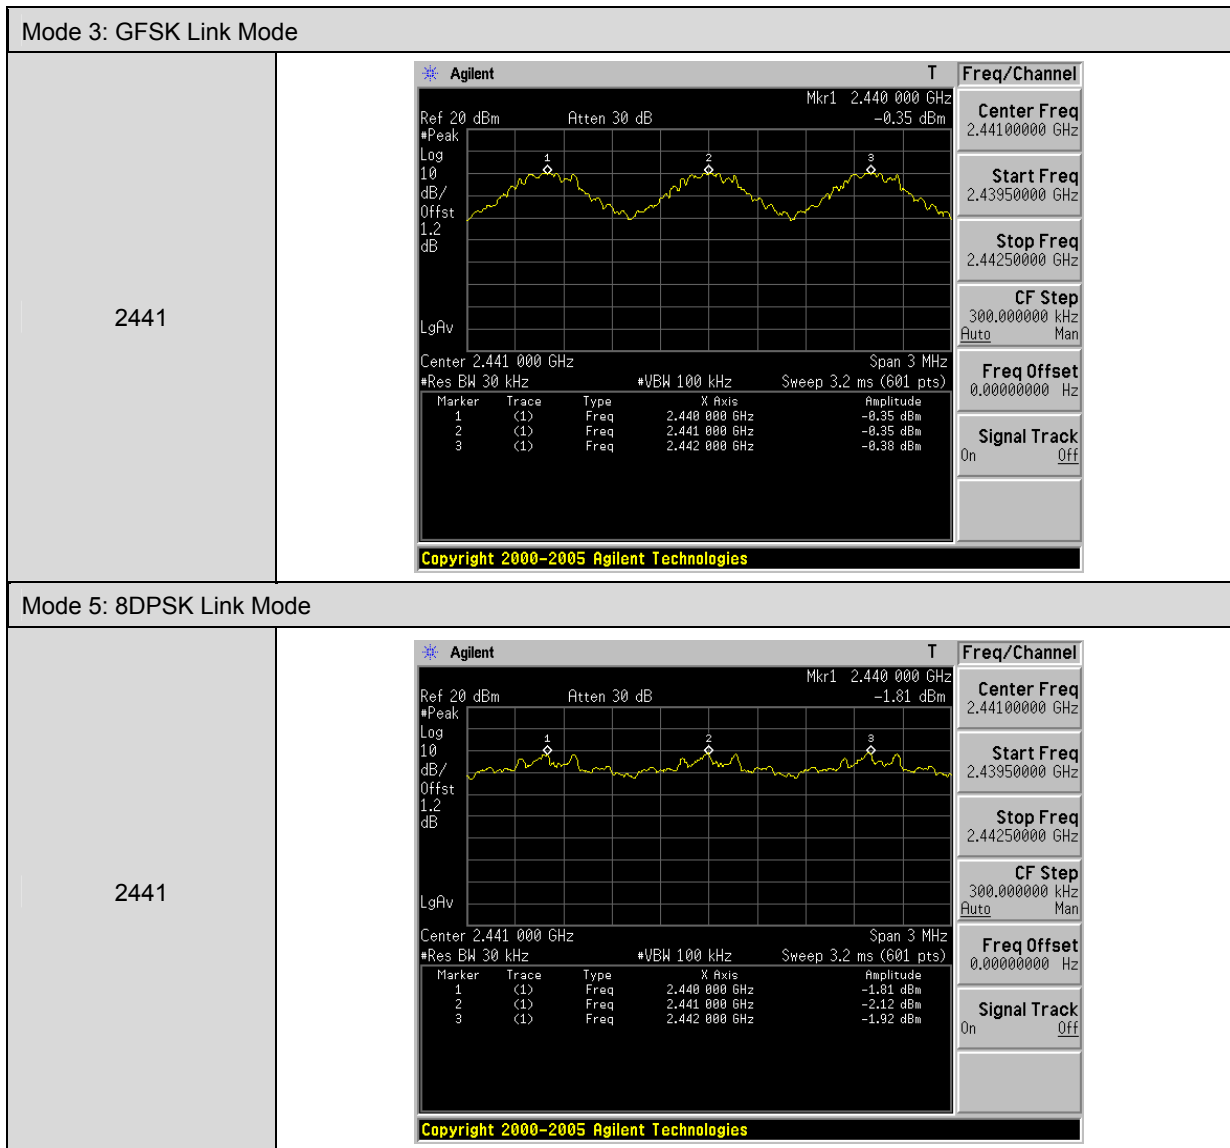 Mode 3: GFSK Link Mode
2441
Agilent T
Freq/Channel
Mkr1 2.440 000 GHz
Ref 20 dBm Atten 30 dB -0.35 dBm
#Peak
Log
10
dB/
Offst
1.2
dB
LgAv
1 2 3
Center 2.441 000 GHz Span 3 MHz
#Res BW 30 kHz #VBW 100 kHz Sweep 3.2 ms (601 pts)
Marker Trace Type X Axis Amplitude
1 (1) Freq 2.440 000 GHz -0.35 dBm
2 (1) Freq 2.441 000 GHz -0.35 dBm
3 (1) Freq 2.442 000 GHz -0.38 dBm
Center Freq
2.44100000 GHz
Start Freq
2.43950000 GHz
Stop Freq
2.44250000 GHz
CF Step
300.000000 kHz
Auto Man
Freq Offset
0.00000000 Hz
Signal Track
On Off
Copyright 2000-2005 Agilent Technologies
Mode 5: 8DPSK Link Mode
2441
Agilent T
Freq/Channel
Mkr1 2.440 000 GHz
Ref 20 dBm Atten 30 dB -1.81 dBm
#Peak
Log
10
dB/
Offst
1.2
dB
LgAv
1 2 3
Center 2.441 000 GHz Span 3 MHz
#Res BW 30 kHz #VBW 100 kHz Sweep 3.2 ms (601 pts)
Marker Trace Type X Axis Amplitude
1 (1) Freq 2.440 000 GHz -1.81 dBm
2 (1) Freq 2.441 000 GHz -2.12 dBm
3 (1) Freq 2.442 000 GHz -1.92 dBm
Center Freq
2.44100000 GHz
Start Freq
2.43950000 GHz
Stop Freq
2.44250000 GHz
CF Step
300.000000 kHz
Auto Man
Freq Offset
0.00000000 Hz
Signal Track
On Off
Copyright 2000-2005 Agilent Technologies